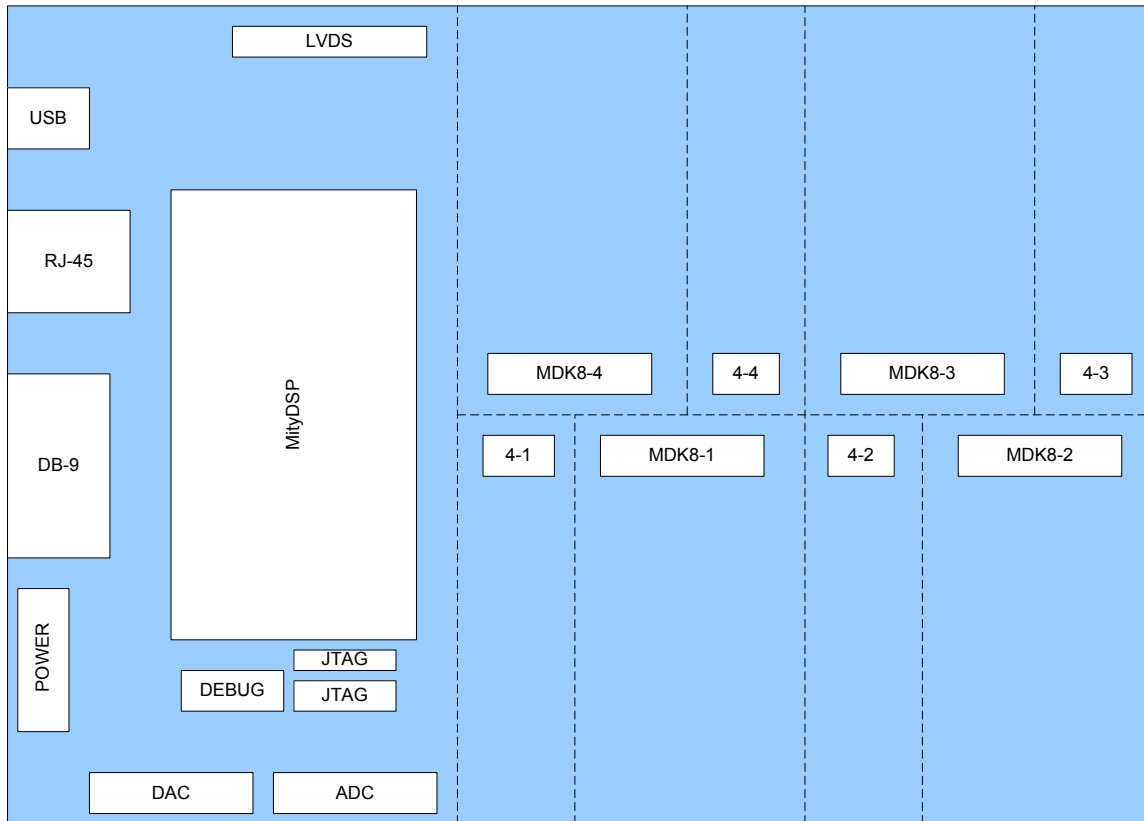 LVDS
USB
RJ-45
MityDSP
DB-9
POWER
JTAG
DEBUG
JTAG
DAC
ADC
MDK8-4
4-4
MDK8-3
4-3
4-1
MDK8-1
4-2
MDK8-2